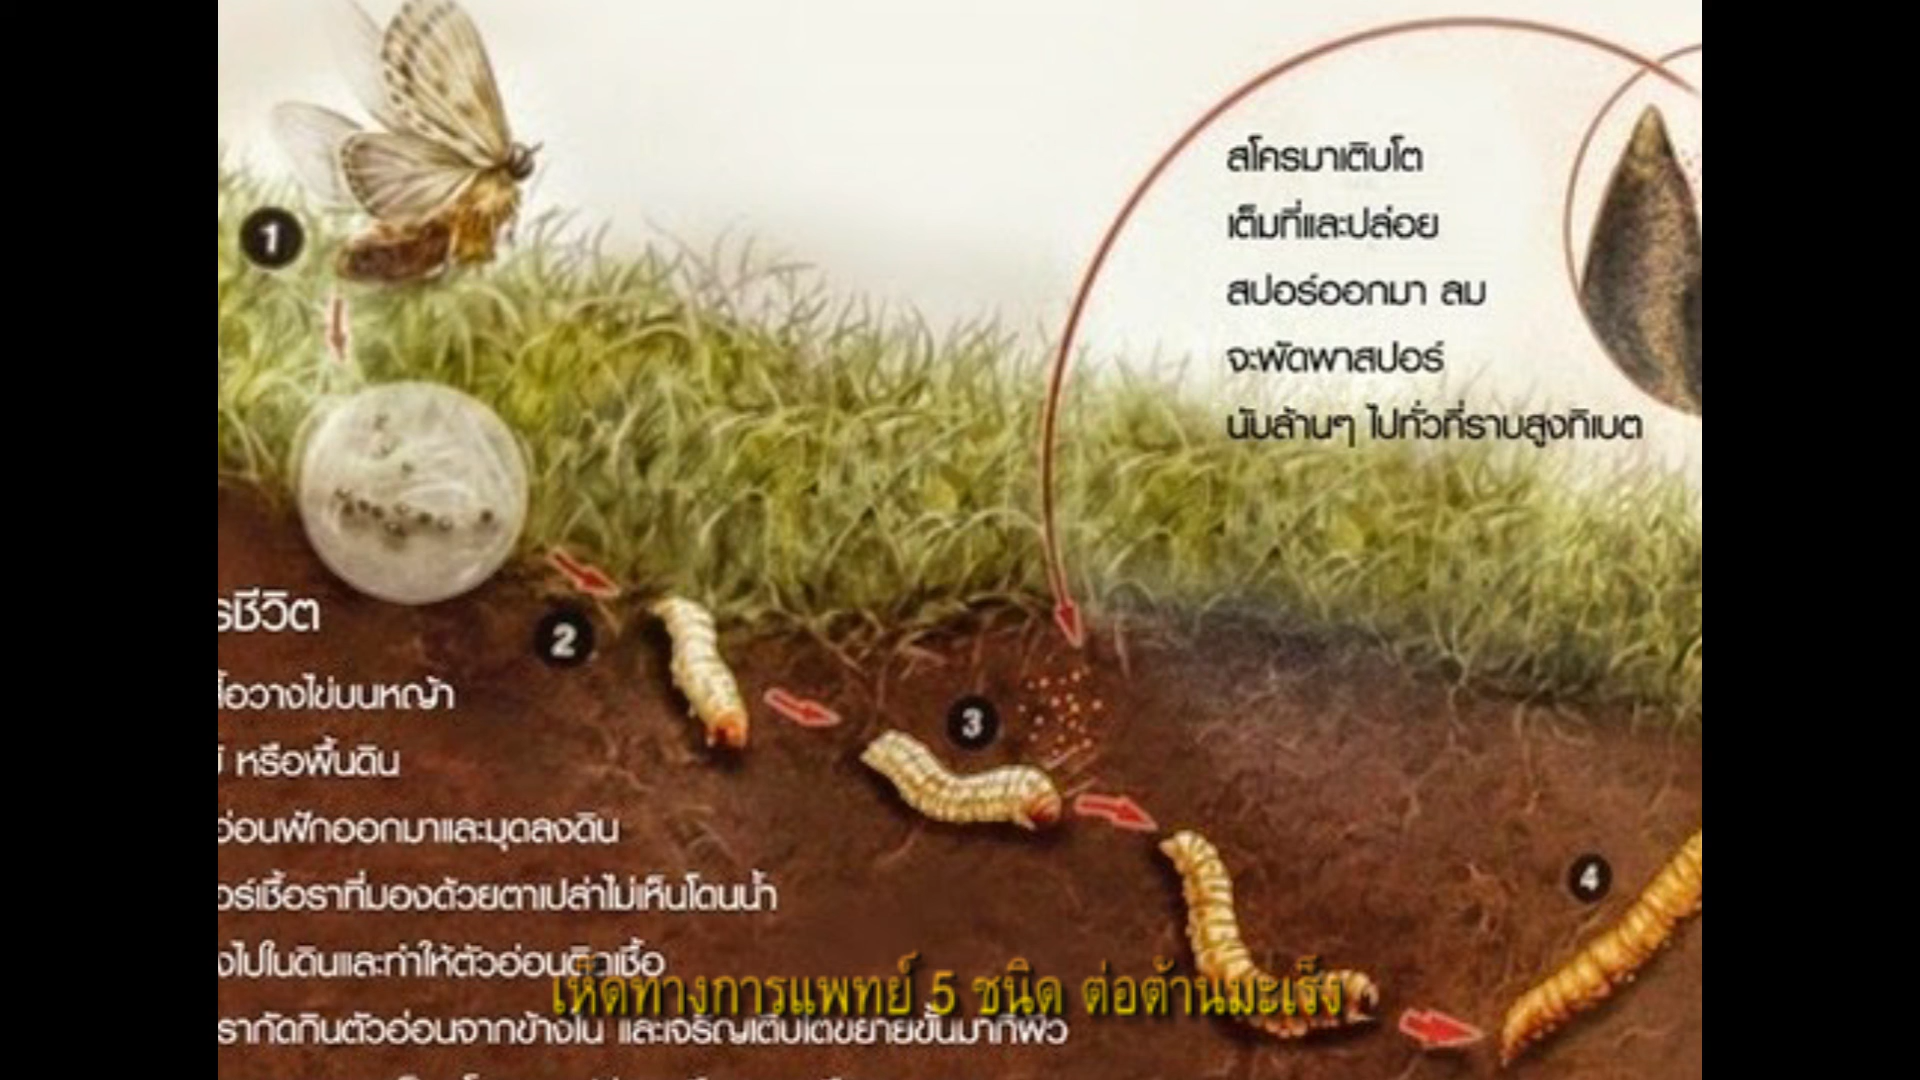 สโครมาเติบโต
เต็มที่และปล่อย
สปอร์ออกมา ลม
จะพัดพาสปอร์
นับล้านๆ ไปทั่วที่ราบสูงทิเบต
1
2
3
4
รชีวิต
วางไข่บนหญ้า
หรือพื้นดิน
อ่อนฟักออกมาและมุดลงดิน
อร์เชื้อราที่มองด้วยตาเปล่าไม่เห็นโดนน้ำ
งไปในดินและทำให้ตัวอ่อนติดเชื้อ
เห็ดทางการแพทย์ 5 ชนิด ต่อต้านมะเร็ง
รากัดกินตัวอ่อนจากข้างใน และเจริญเติบโตขยายขึ้นมาที่ผิว